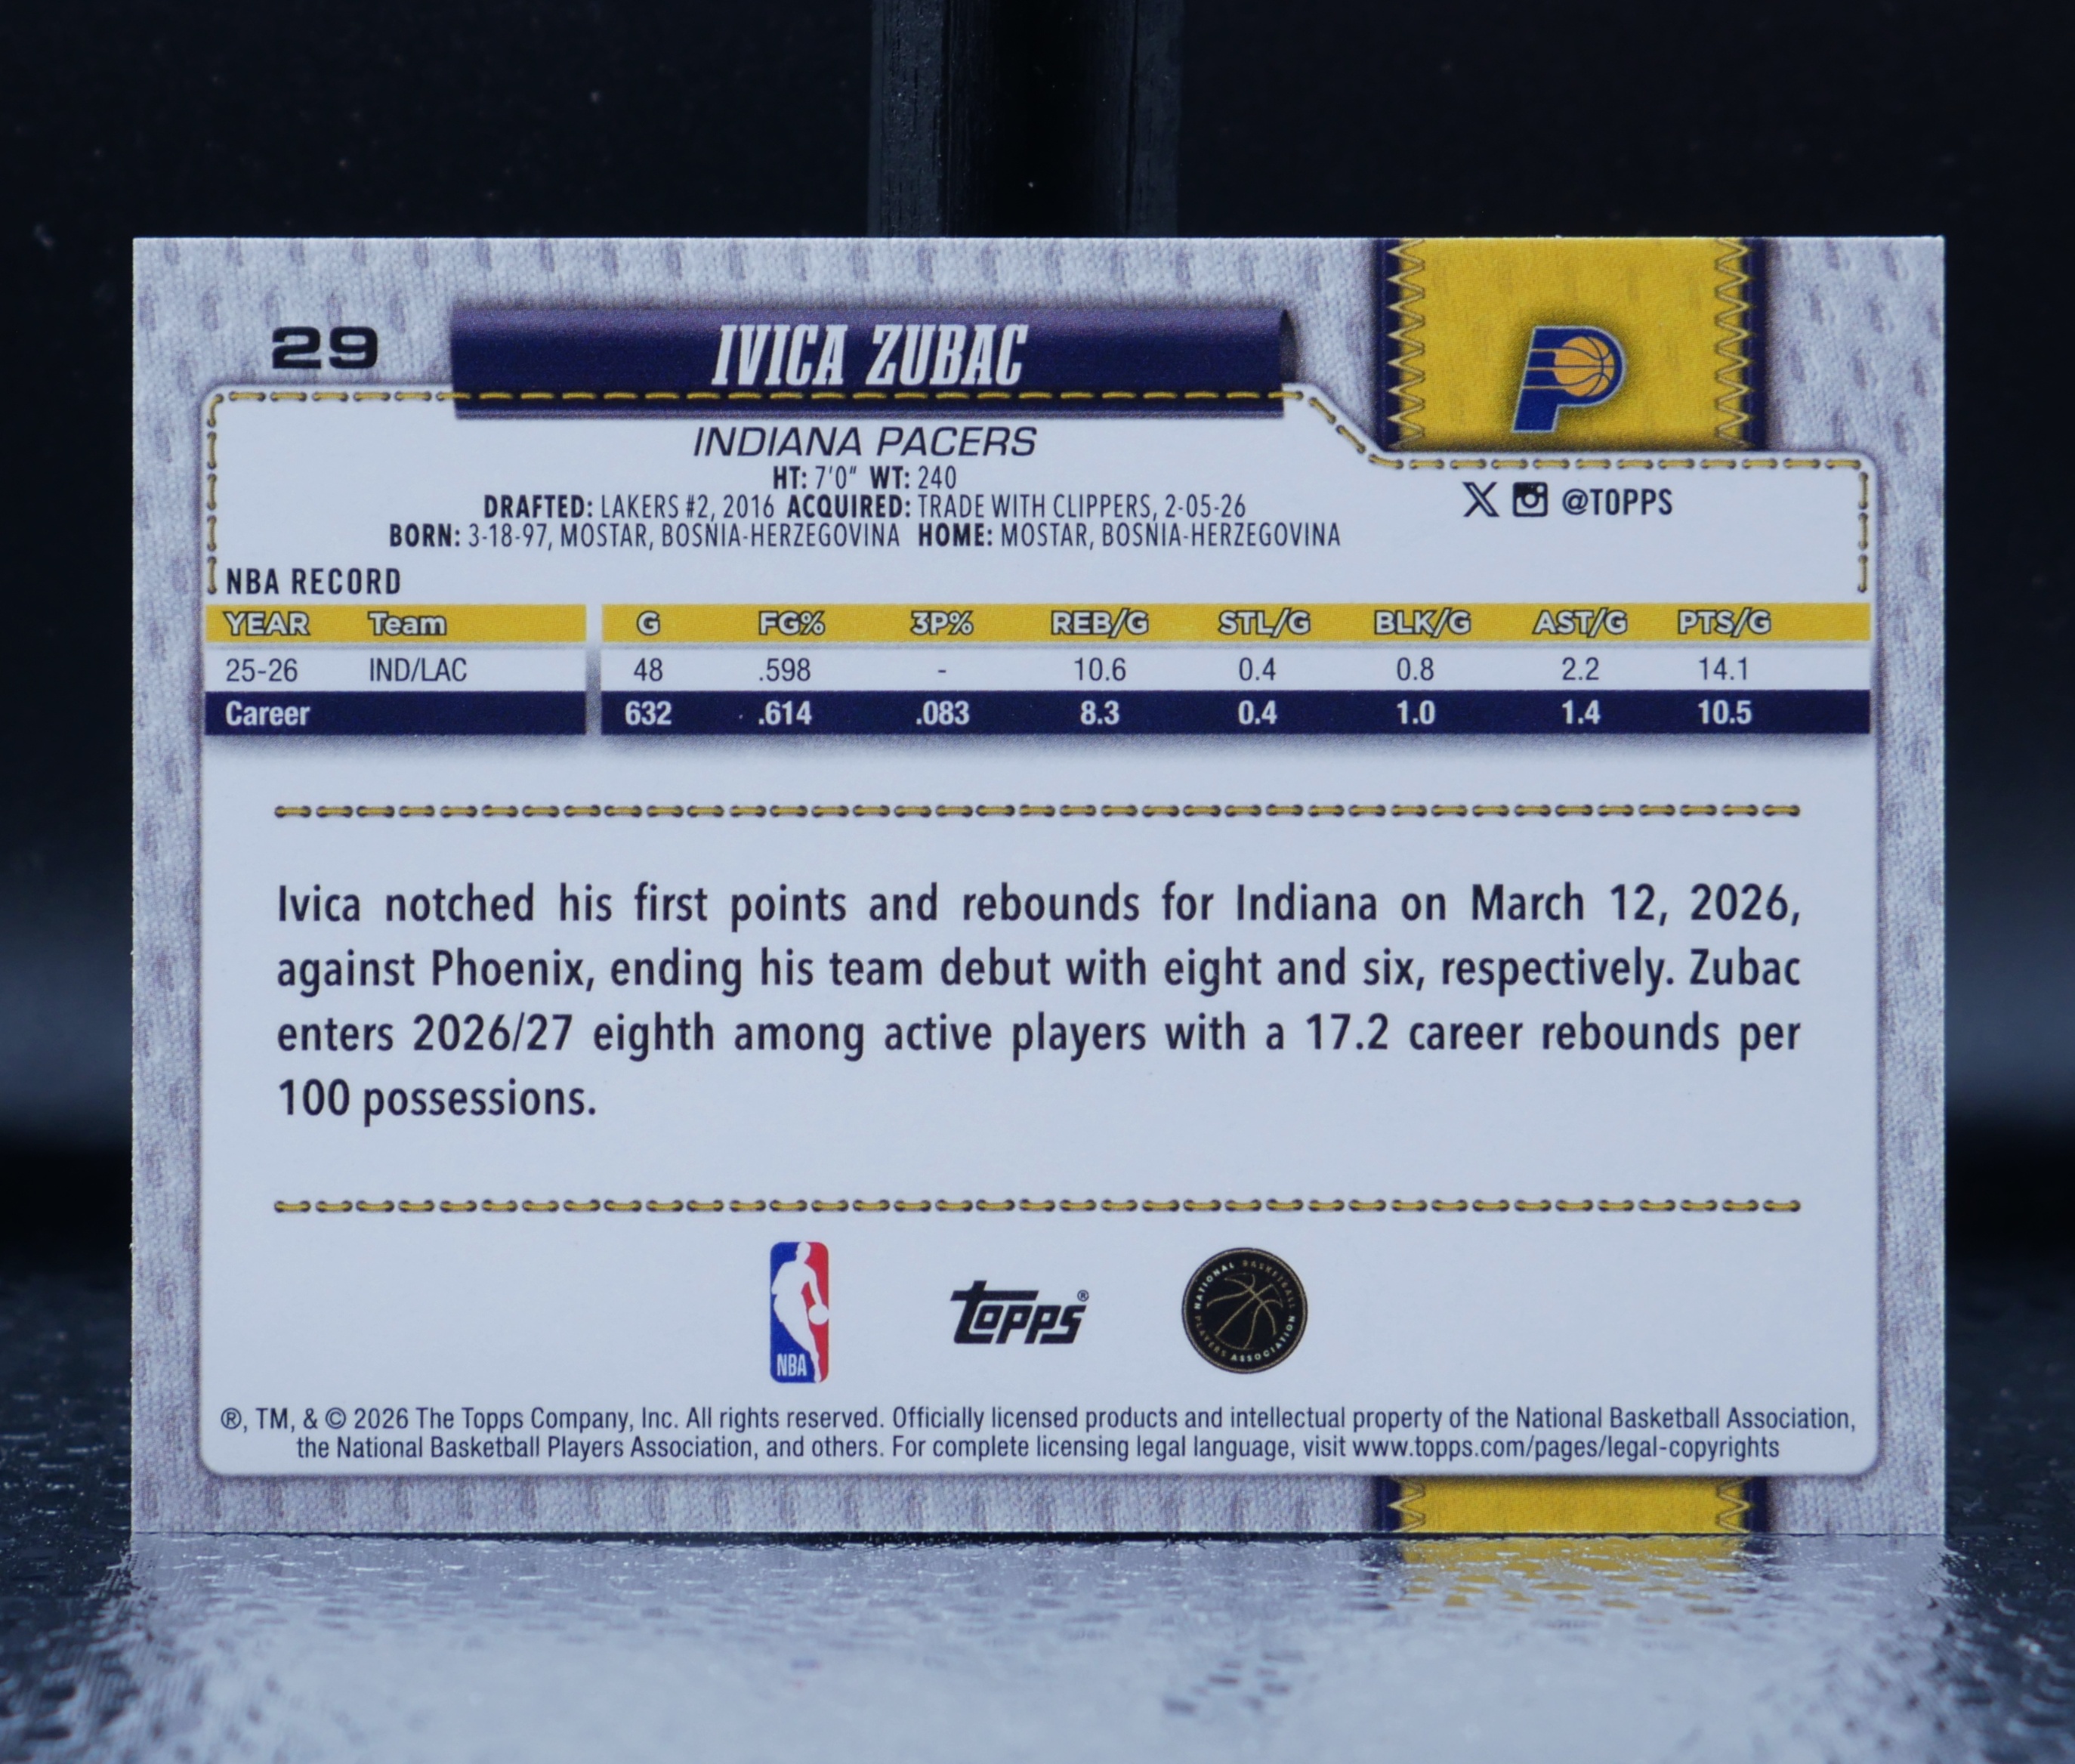 29
IVICA ZUBAC
INDIANA PACERS
HT: 7'0" WT: 240
DRAFTED: LAKERS #2, 2016 ACQUIRED: TRADE WITH CLIPPERS, 2-05-26
@TOPPS
BORN: 3-18-97, MOSTAR, BOSNIA-HERZEGOVINA HOME: MOSTAR, BOSNIA-HERZEGOVINA
NBA RECORD
YEAR Team G FG% 3P% REB/G STL/G BLK/G AST/G PTS/G
25-26 IND/LAC 48 .598 - 10.6 0.4 0.8 2.2 14.1
Career 632 .614 .083 8.3 0.4 1.0 1.4 10.5
Ivica notched his first points and rebounds for Indiana on March 12, 2026,
against Phoenix, ending his team debut with eight and six, respectively. Zubac
enters 2026/27 eighth among active players with a 17.2 career rebounds per
100 possessions.
NBA
Topps®
NATIONAL BASKETBALL PLAYERS ASSOCIATION
®, TM, & © 2026 The Topps Company, Inc. All rights reserved. Officially licensed products and intellectual property of the National Basketball Association,
the National Basketball Players Association, and others. For complete licensing legal language, visit www.topps.com/pages/legal-copyrights